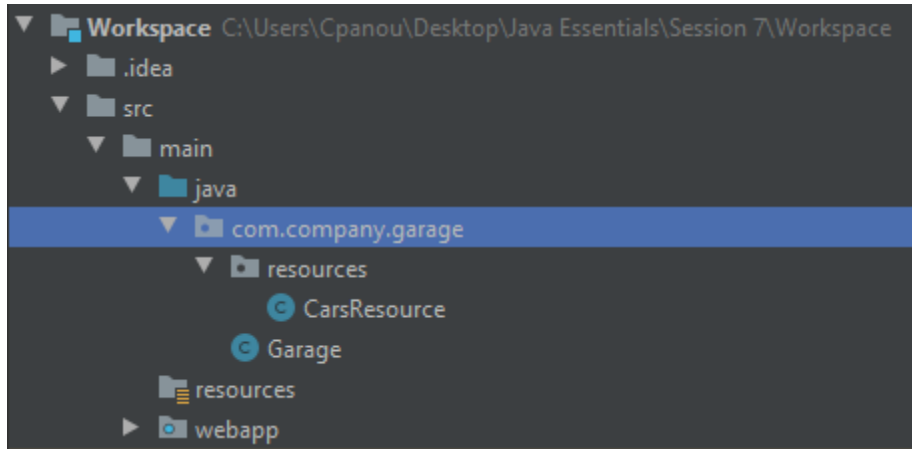 Workspace C:\Users\Cpanou\Desktop\Java Essentials\Session 7\Workspace
.idea
src
main
java
com.company.garage
resources
C CarsResource
C Garage
resources
webapp